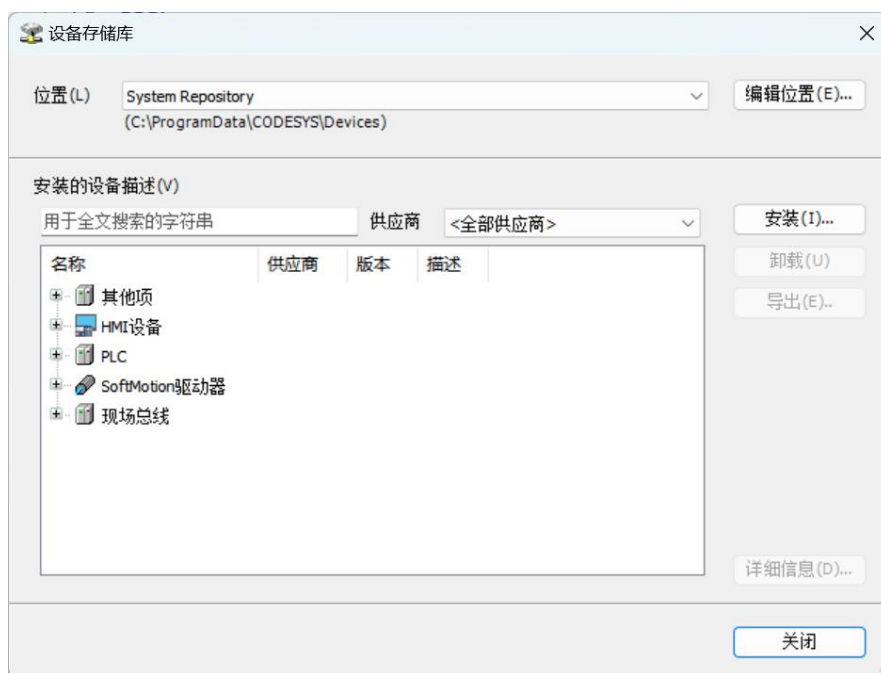 设备存储库
位置(L)
System Repository
编辑位置(E)...
(C:\ProgramData\CODESYS\Devices)
安装的设备描述(V)
用于全文搜索的字符串
供应商
<全部供应商>
安装(I)...
名称
供应商
版本
描述
卸载(U)
其他项
导出(E)..
HMI设备
PLC
SoftMotion驱动器
现场总线
详细信息(D)...
关闭